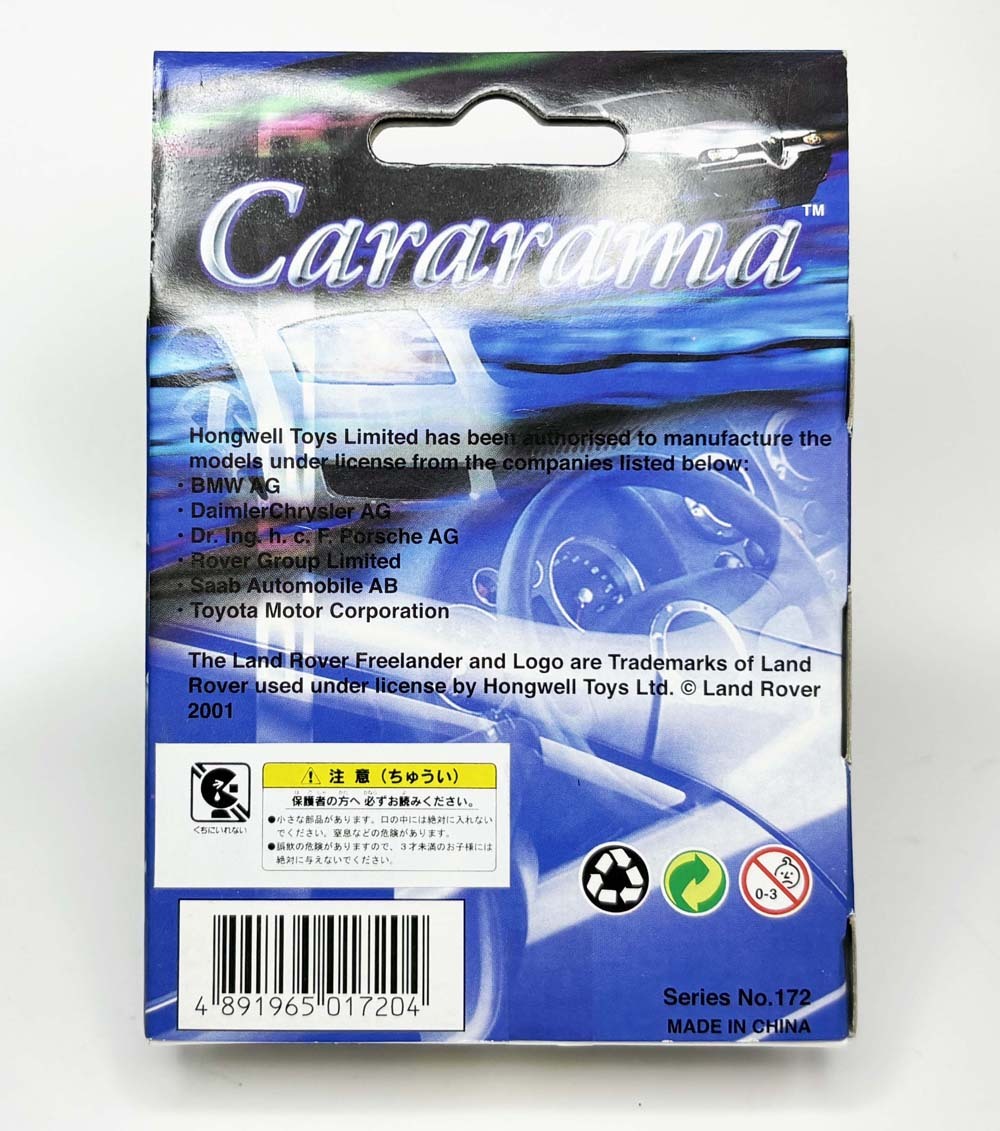 Cararama™
Hongwell Toys Limited has been authorised to manufacture the
models under license from the companies listed below:
• BMW AG
• DaimlerChrysler AG
• Dr. Ing. h. c. F. Porsche AG
• Rover Group Limited
• Saab Automobile AB
• Toyota Motor Corporation
The Land Rover Freelander and Logo are Trademarks of Land
Rover used under license by Hongwell Toys Ltd. © Land Rover
2001
くちにいれない
注意（ちゅうい）
保護者の方へ 必ずお読みください。
●小さな部品があります。口の中には絶対に入れない
でください。窒息などの危険があります。
●誤飲の危険がありますので、３才未満のお子様には
絶対に与えないでください。
0-3
4 891965 017204
Series No.172
MADE IN CHINA